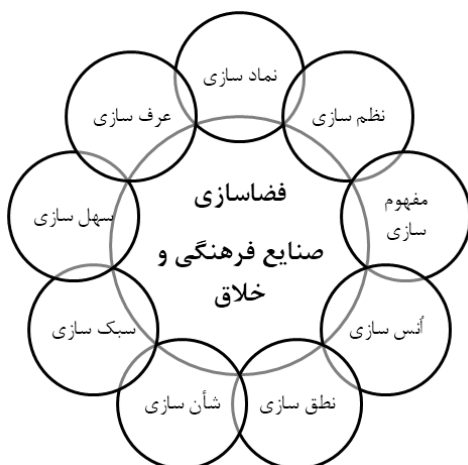 فضاسازی
صنایع فرهنگی و
خلاق
نماد سازی
نظم سازی
مفهوم
سازی
اُنس سازی
نطق سازی
شأن سازی
سبک سازی
سهل سازی
عرف سازی